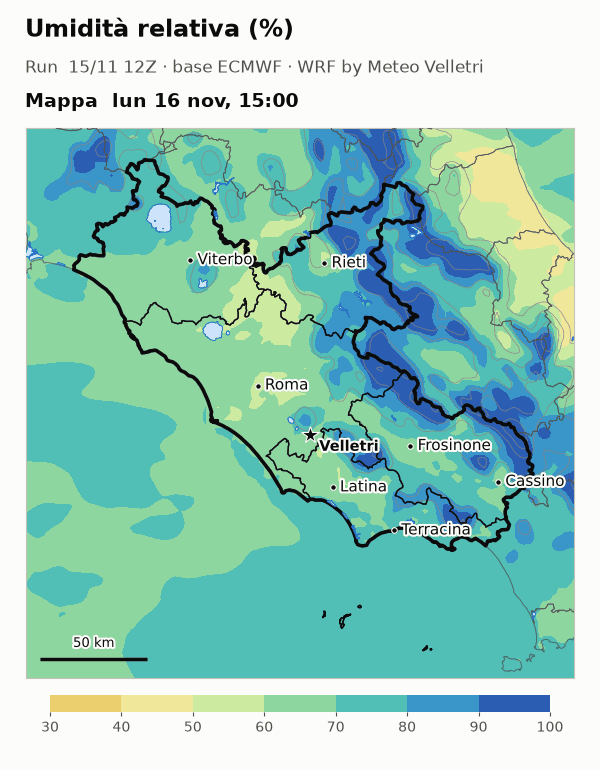 Umidità relativa (%)
Run 15/11 12Z · base ECMWF · WRF by Meteo Velletri
Mappa lun 16 nov, 15:00
Viterbo
Rieti
Roma
Velletri
Frosinone
Latina
Cassino
Terracina
50 km
30 40 50 60 70 80 90 100